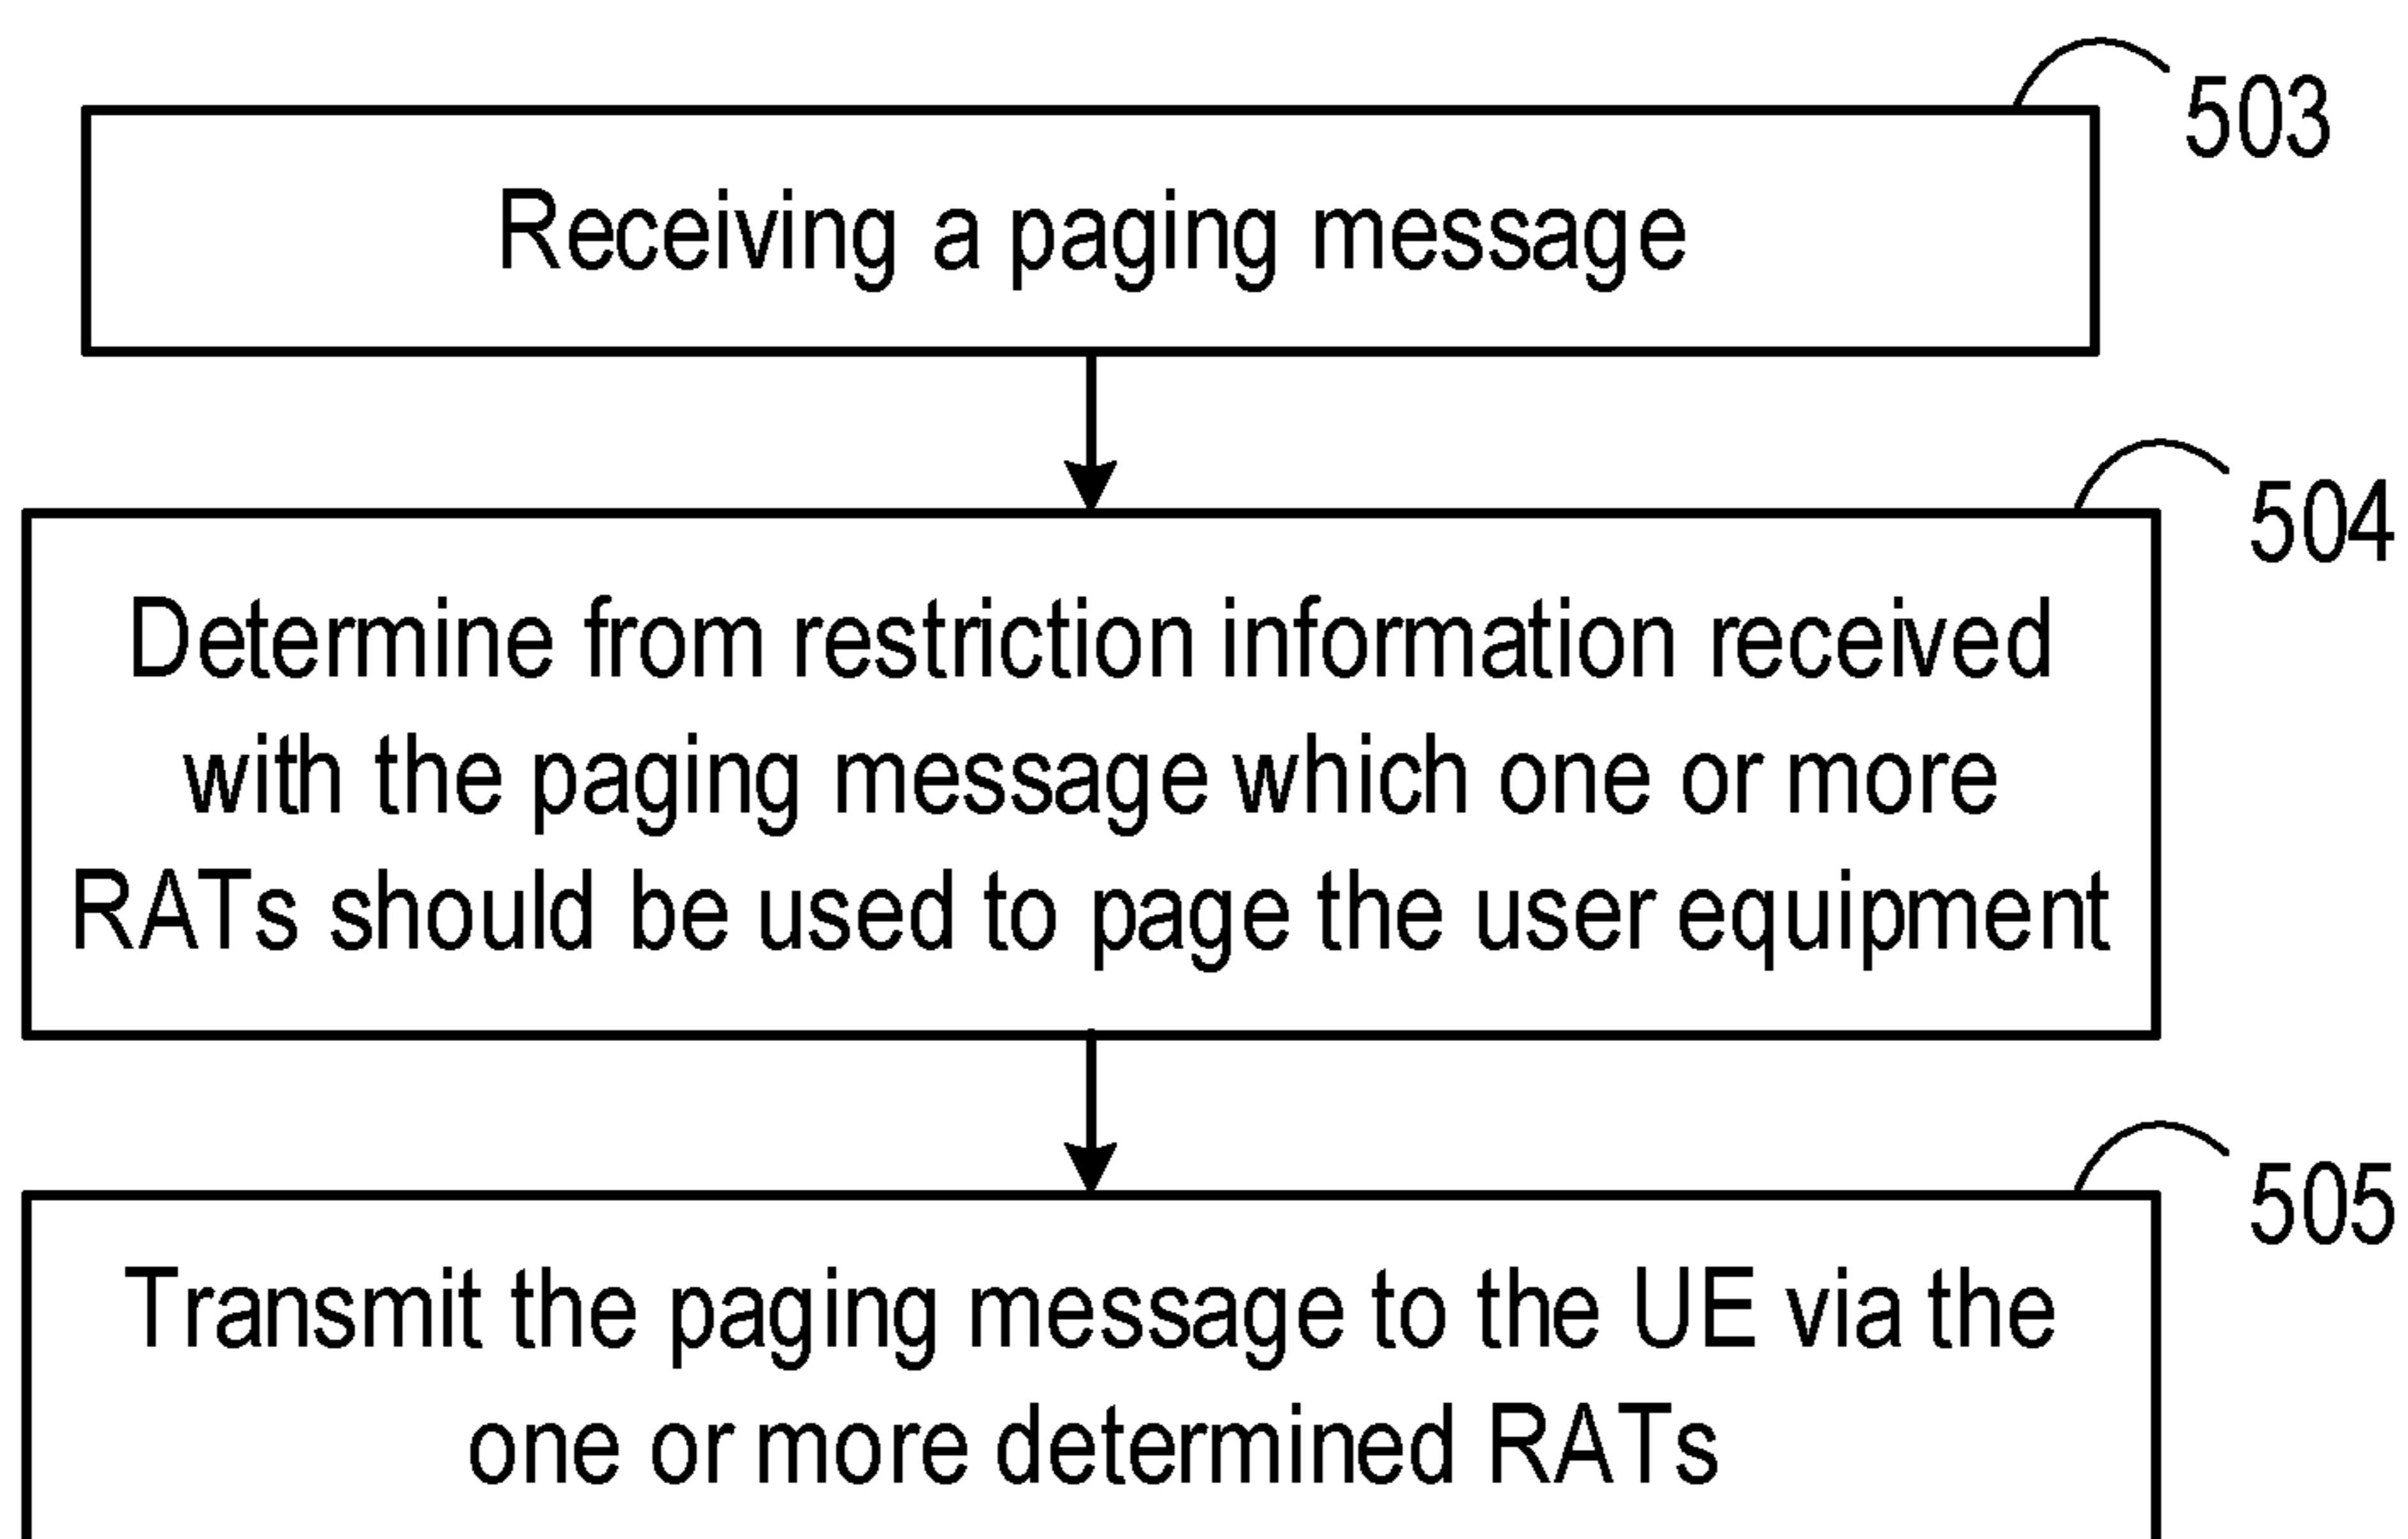 503
Receiving a paging message
504
Determine from restriction information received
with the paging message which one or more
RATs should be used to page the user equipment
505
Transmit the paging message to the UE via the
one or more determined RATs